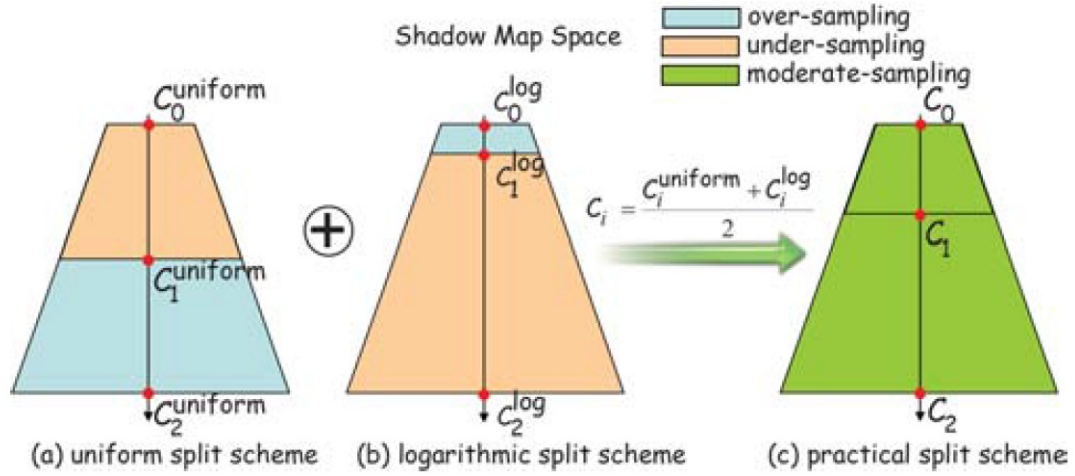 Shadow Map Space
over-sampling
under-sampling
moderate-sampling
C₀ᵘⁿⁱᶠᵒʳᵐ
C₁ᵘⁿⁱᶠᵒʳᵐ
C₂ᵘⁿⁱᶠᵒʳᵐ
(a) uniform split scheme
+
C₀ˡᵒᵍ
C₁ˡᵒᵍ
C₂ˡᵒᵍ
(b) logarithmic split scheme
Cᵢ = (Cᵢᵘⁿⁱᶠᵒʳᵐ + Cᵢˡᵒᵍ) / 2
C₀
C₁
C₂
(c) practical split scheme